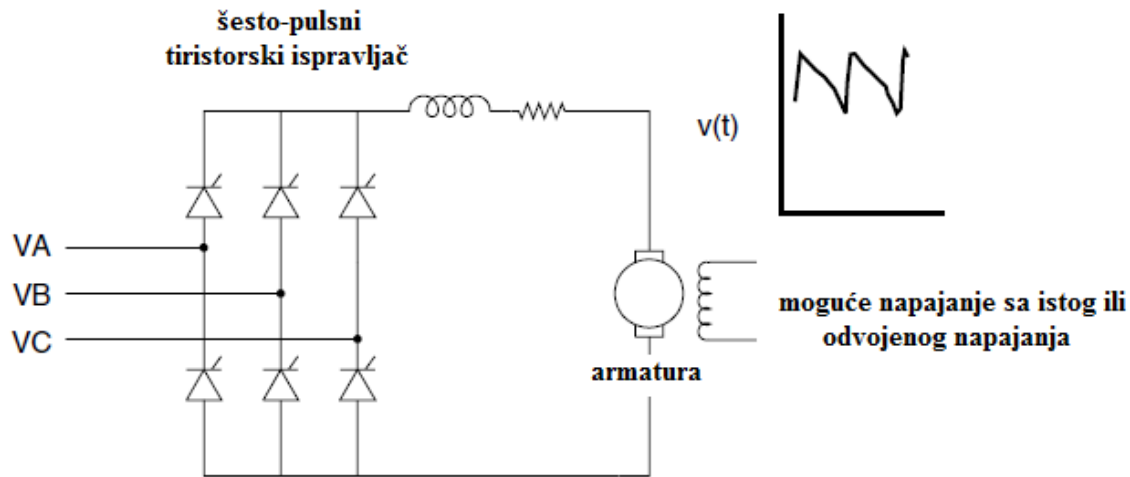 šesto-pulsni
tiristorski ispravljač
v(t)
VA
VB
VC
moguće napajanje sa istog ili
odvojenog napajanja
armatura